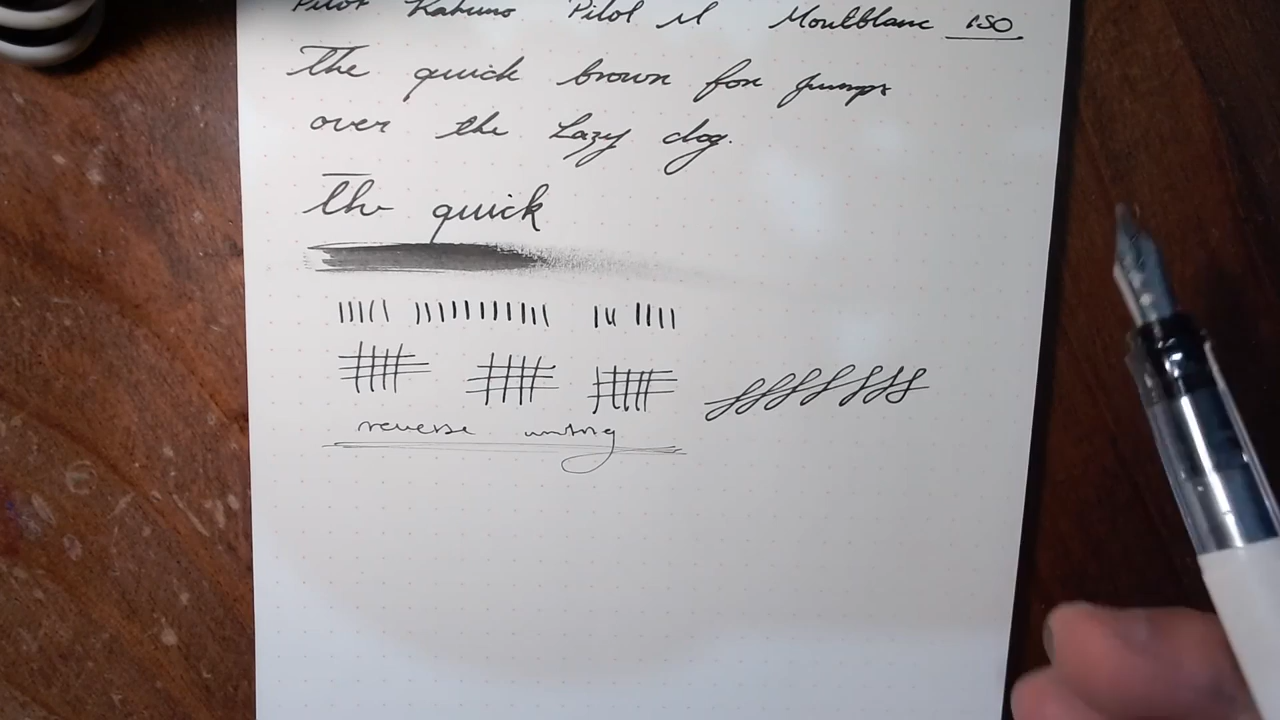 Pilot Kakuno Pilot M Montblanc 150
The quick brown fox jumps
over the Lazy dog.
The quick
reverse writing